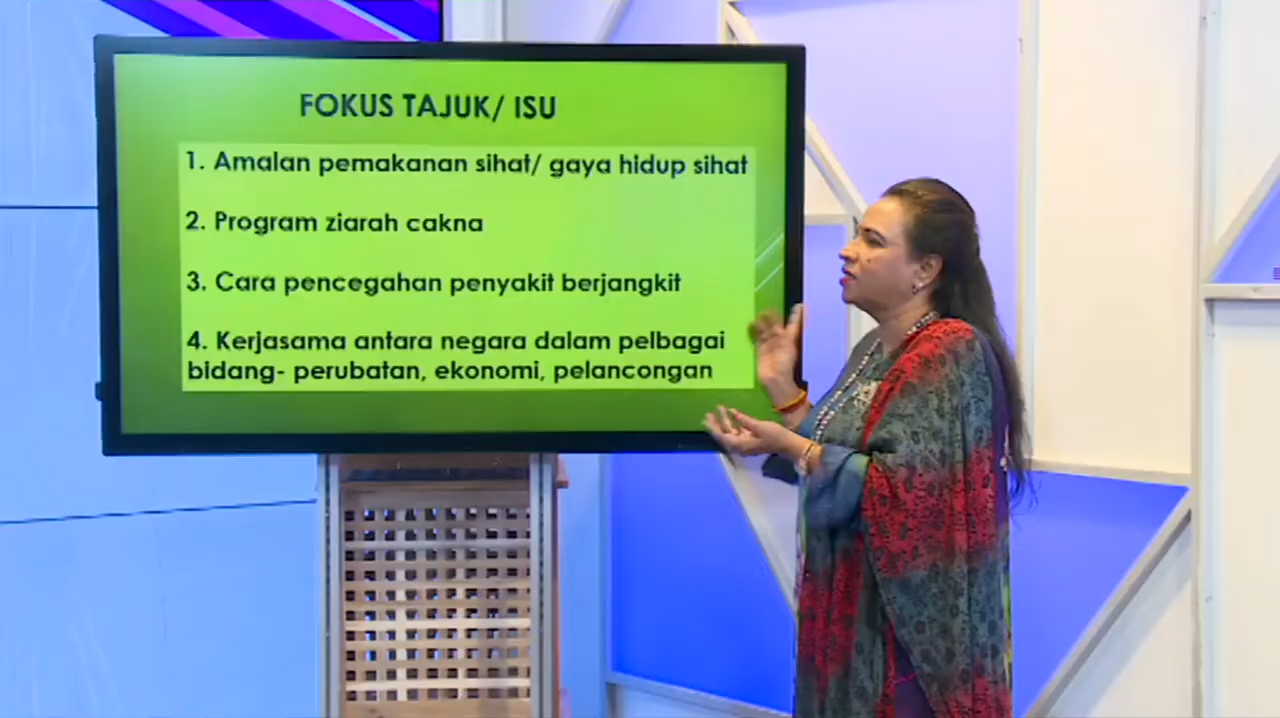 FOKUS TAJUK/ ISU
1. Amalan pemakanan sihat/ gaya hidup sihat
2. Program ziarah cakna
3. Cara pencegahan penyakit berjangkit
4. Kerjasama antara negara dalam pelbagai
bidang- perubatan, ekonomi, pelancongan